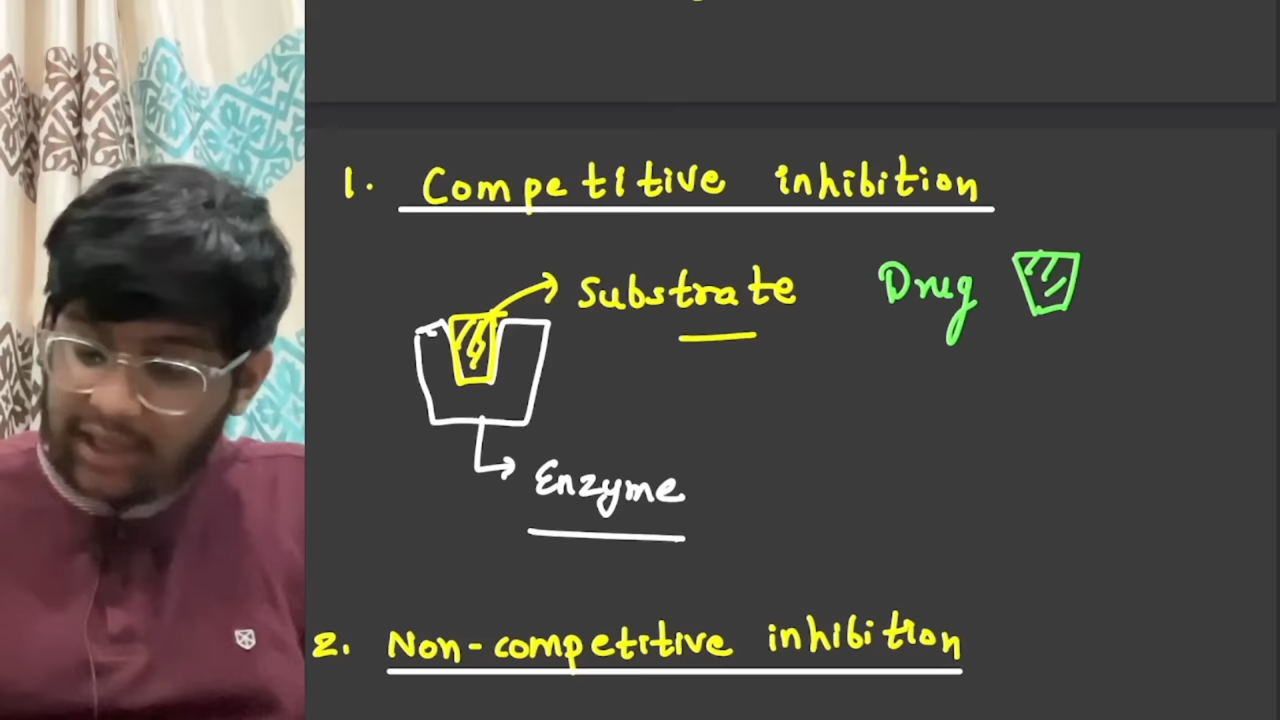 1. Competitive inhibition
Substrate Drug
Enzyme
2. Non-competitive inhibition